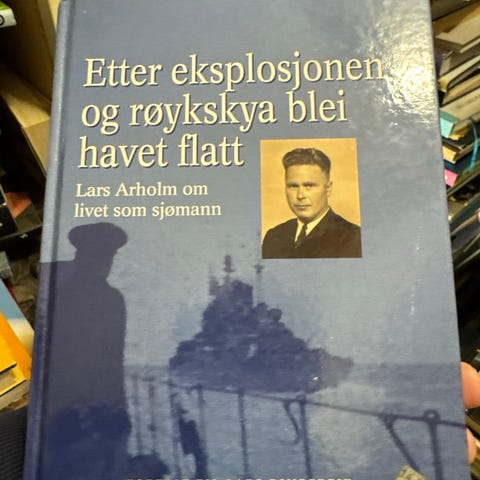 Etter eksplosjonen
og røykskya blei
havet flatt
Lars Arholm om
livet som sjømann